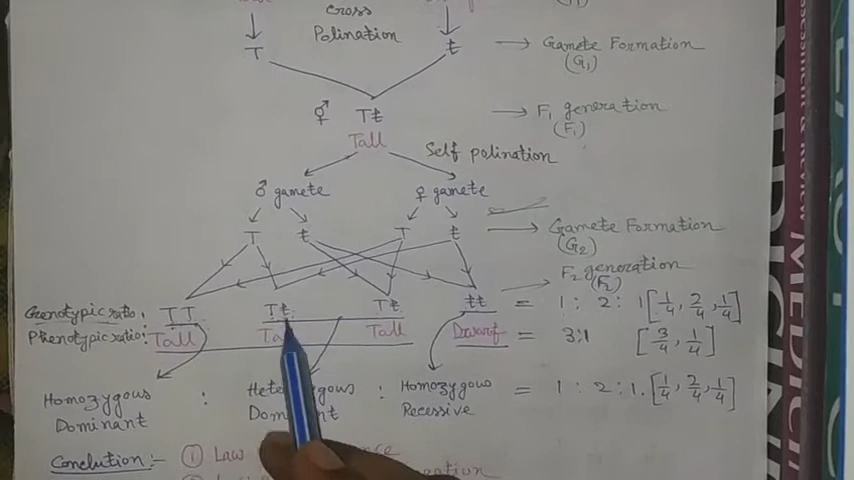 Cross
Polination
T t → Gamete Formation
(G₁)
⚥ Tt → F₁ generation
(F₁)
Tall
Self polination
♂ gamete ♀ gamete
T t T t → Gamete Formation
(G₂)
F₂ generation
(F₂)
Genotypic ratio: TT Tt Tt tt = 1 : 2 : 1 [1/4, 2/4, 1/4]
Phenotypic ratio: Tall Tall Dwarf = 3:1 [3/4, 1/4]
Homozygous : : Homozygous = 1 : 2 : 1. [1/4, 2/4, 1/4]
Dominant Recessive
Conclution :- ① Law